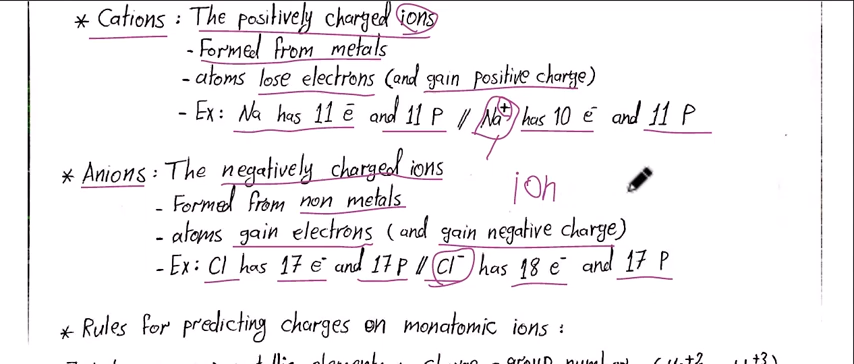 * Cations : The positively charged ions
- Formed from metals
- atoms lose electrons (and gain positive charge)
- Ex: Na has 11 e̅ and 11 P // Na⁺ has 10 e̅ and 11 P
* Anions : The negatively charged ions
ion
- Formed from non metals
- atoms gain electrons (and gain negative charge)
- Ex: Cl has 17 e⁻ and 17 P // Cl⁻ has 18 e⁻ and 17 P
* Rules for predicting charges on monatomic ions :